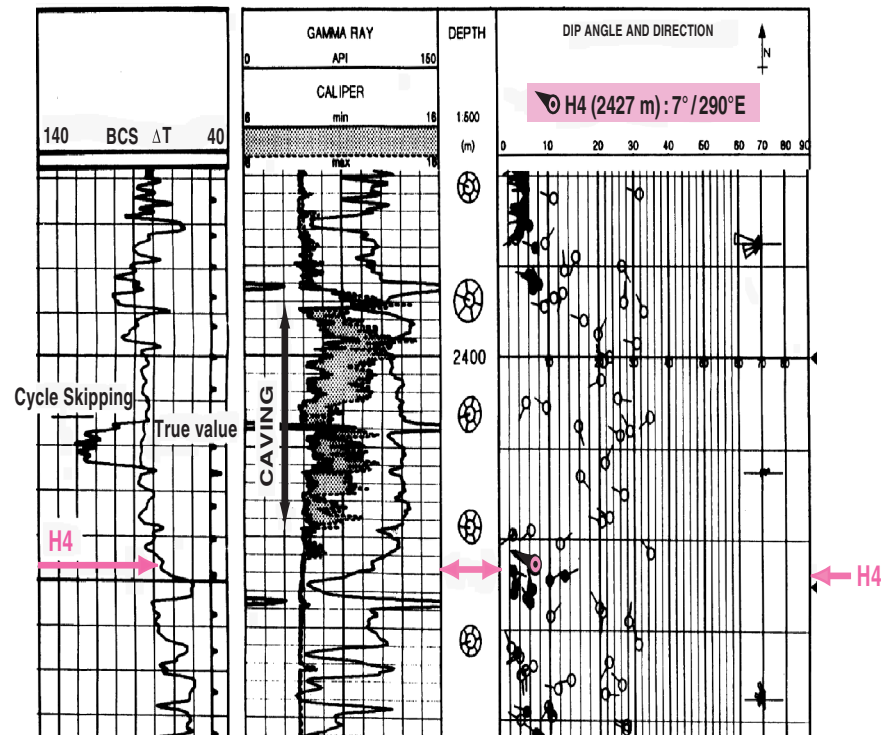 GAMMA RAY
0 API 150
CALIPER
6 min 16
max 16
DEPTH
1:500
(m)
DIP ANGLE AND DIRECTION
N
H4 (2427 m) : 7°/ 290°E
140 BCS ΔT 40
0 10 20 30 40 50 60 70 80 90
2400
Cycle Skipping
True value
CAVING
H4
H4